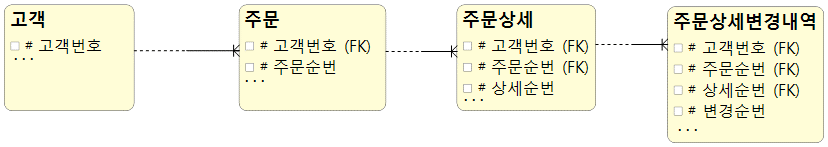 고객
# 고객번호
...
주문
# 고객번호 (FK)
# 주문순번
...
주문상세
# 고객번호 (FK)
# 주문순번 (FK)
# 상세순번
...
주문상세변경내역
# 고객번호 (FK)
# 주문순번 (FK)
# 상세순번 (FK)
# 변경순번
...